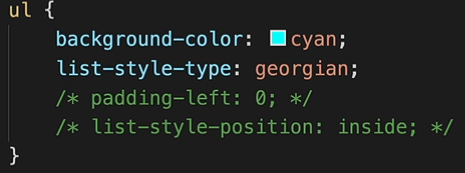 ul {
background-color: cyan;
list-style-type: georgian;
/* padding-left: 0; */
/* list-style-position: inside; */
}